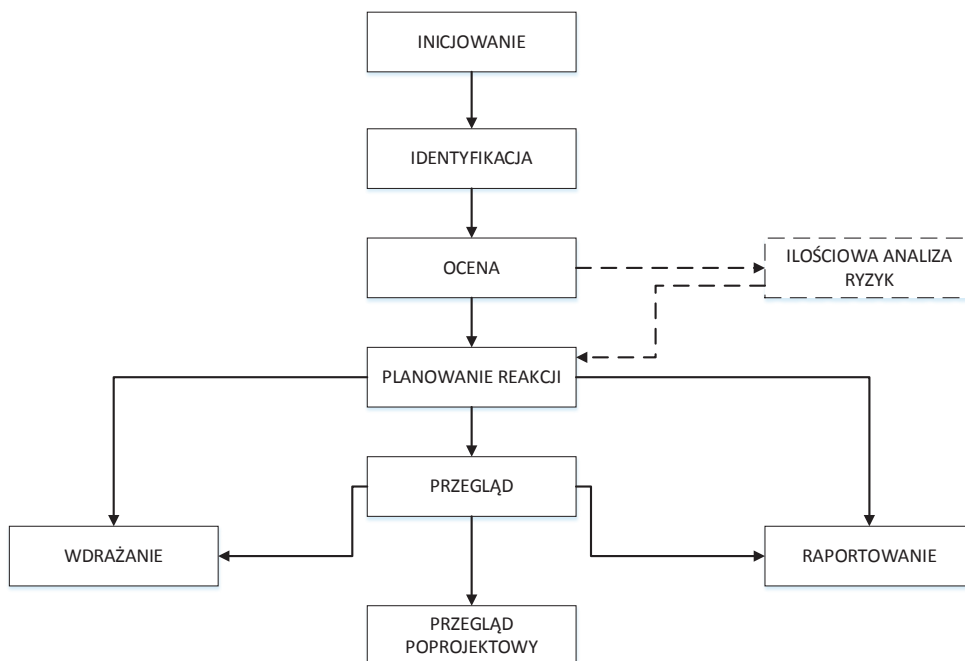 INICJOWANIE
IDENTYFIKACJA
OCENA
ILOŚCIOWA ANALIZA
RYZYK
PLANOWANIE REAKCJI
PRZEGLĄD
WDRAŻANIE
RAPORTOWANIE
PRZEGLĄD
POPROJEKTOWY